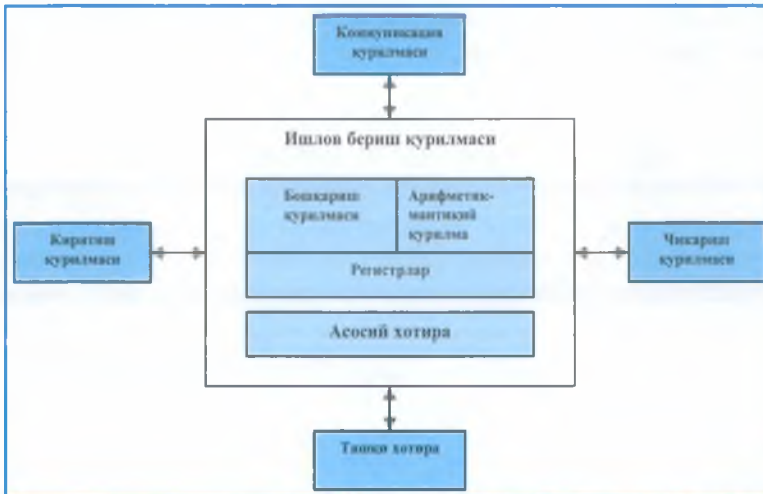 Коммуникация
қурилмаси
Ишлов бериш қурилмаси
Бошқариш
қурилмаси
Арифметик-
мантиқий
қурилма
Киритиш
қурилмаси
Чиқариш
қурилмаси
Регистрлар
Асосий хотира
Ташқи хотира